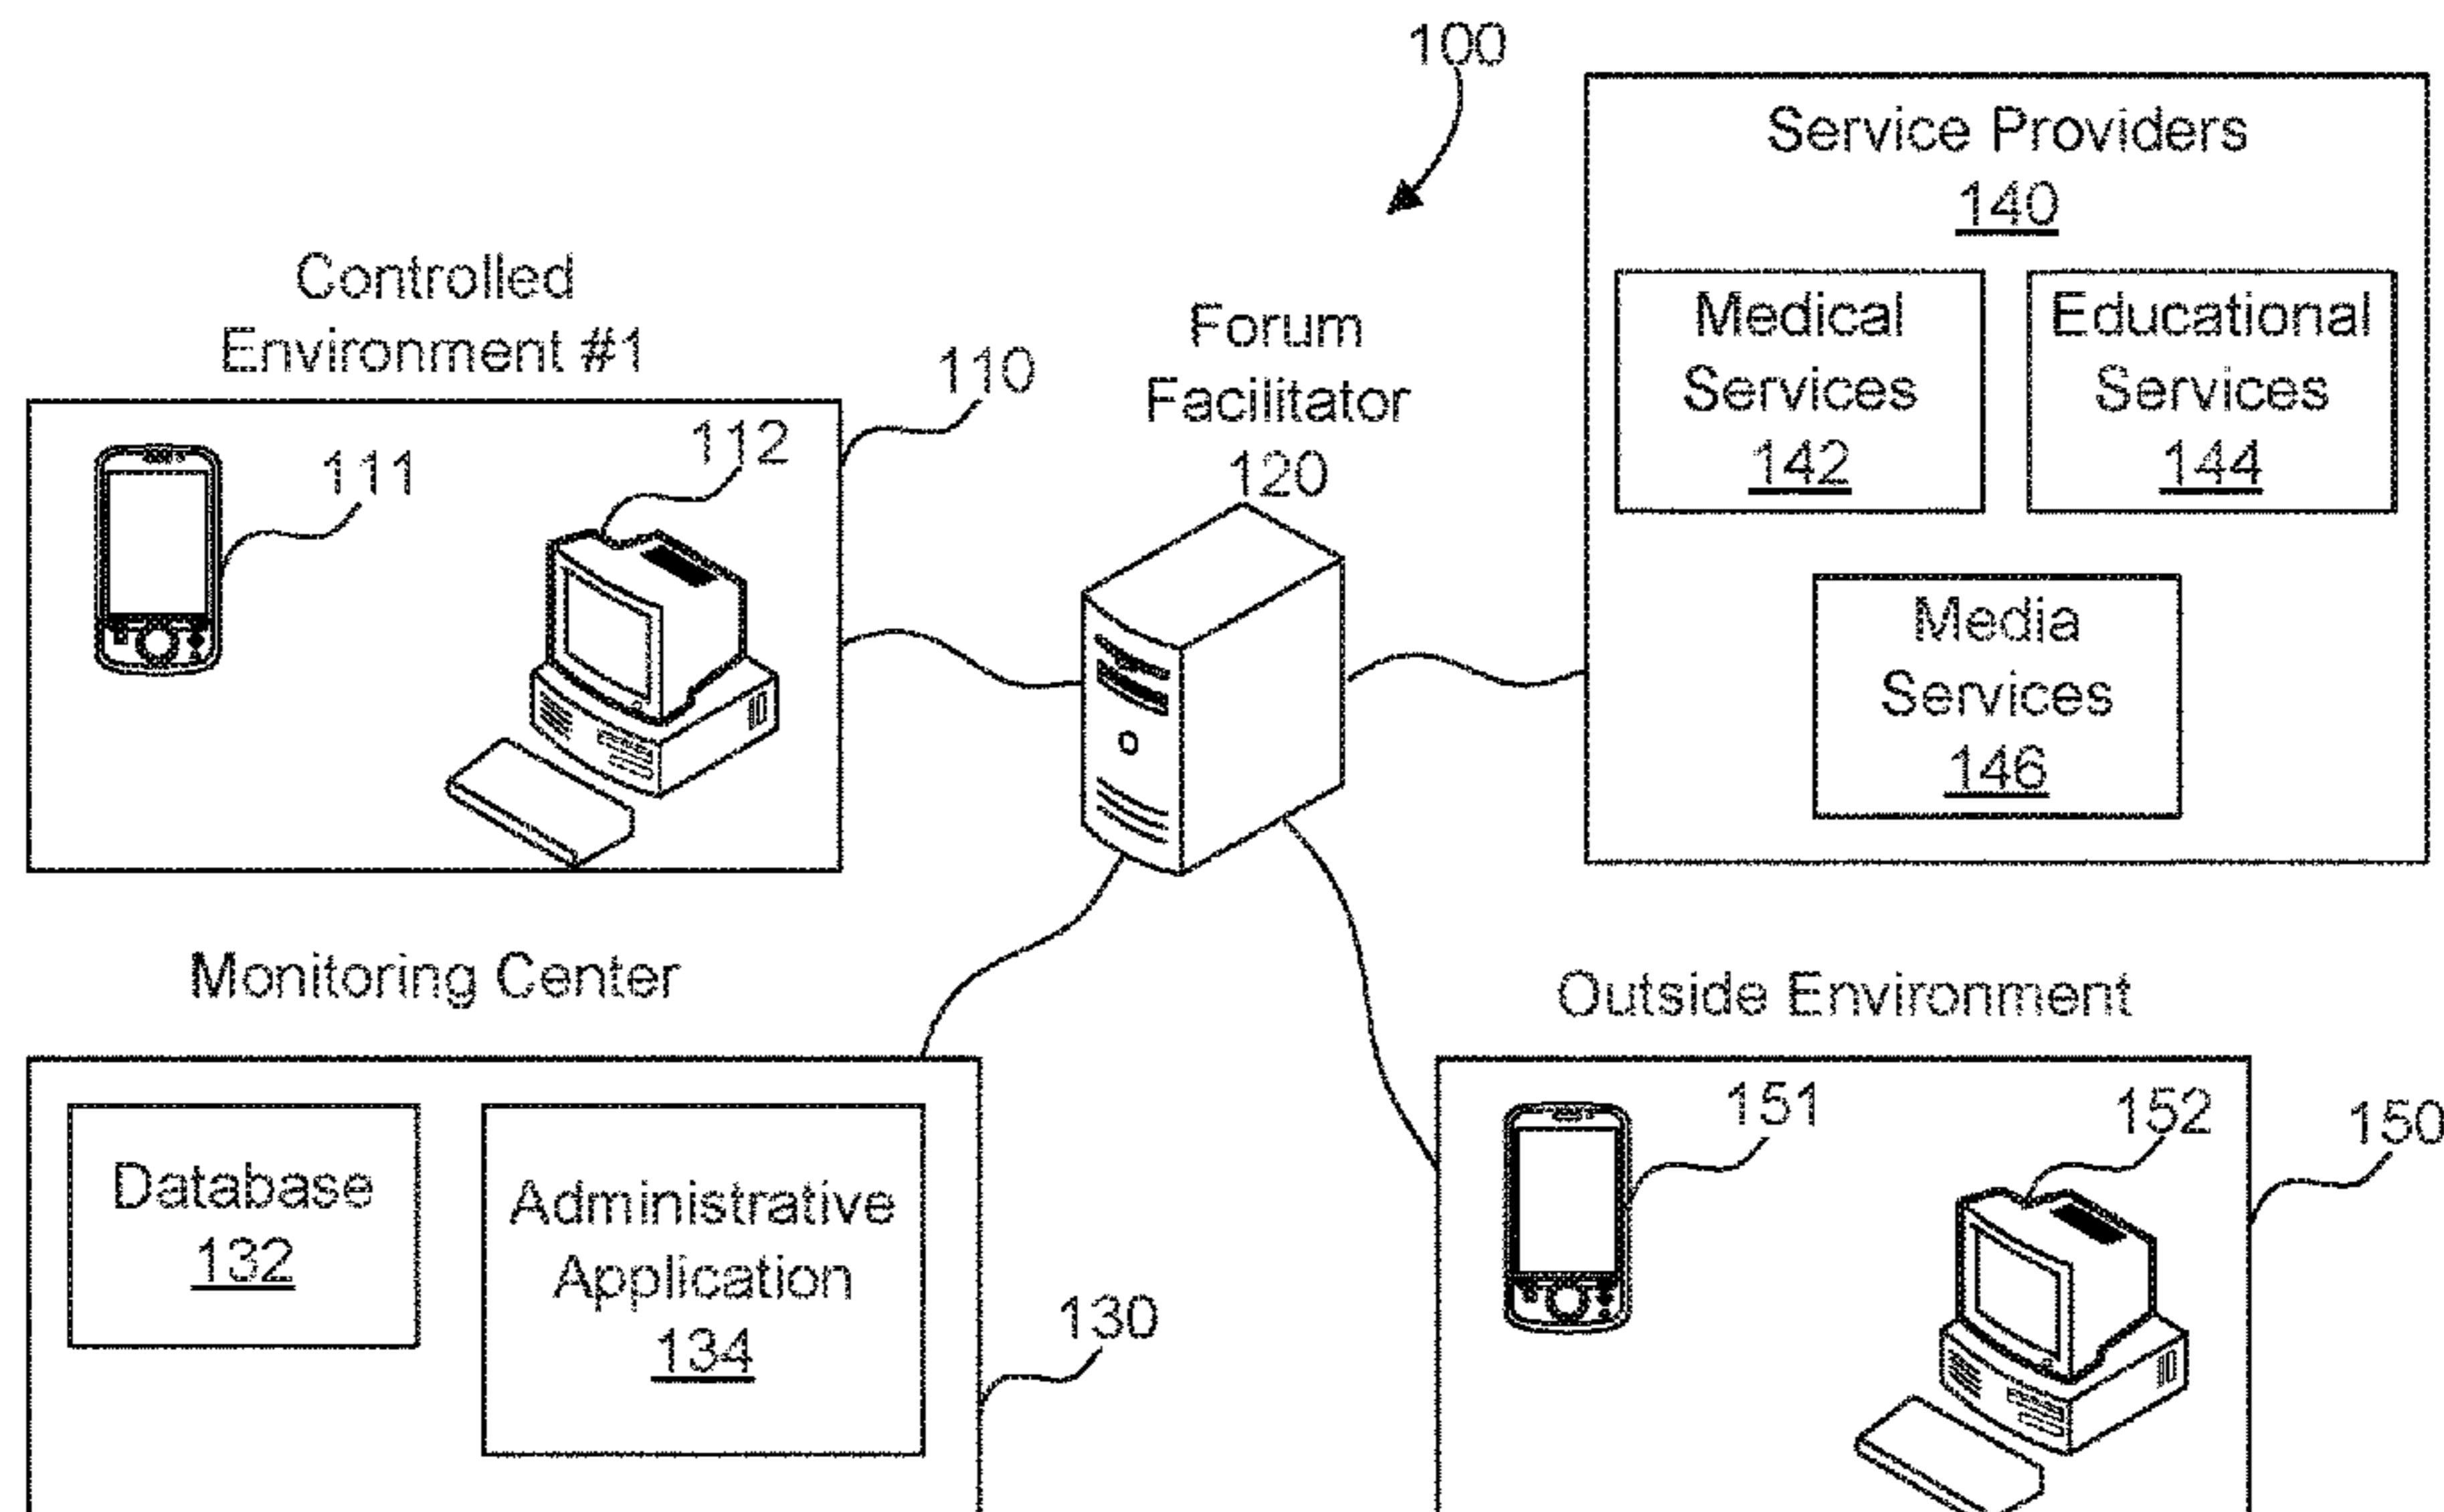 100
Service Providers
140
Medical
Services
142
Educational
Services
144
Media
Services
146
Controlled
Environment #1
110
111
112
Forum
Facilitator
120
Monitoring Center
Database
132
Administrative
Application
134
130
Outside Environment
151
152
150